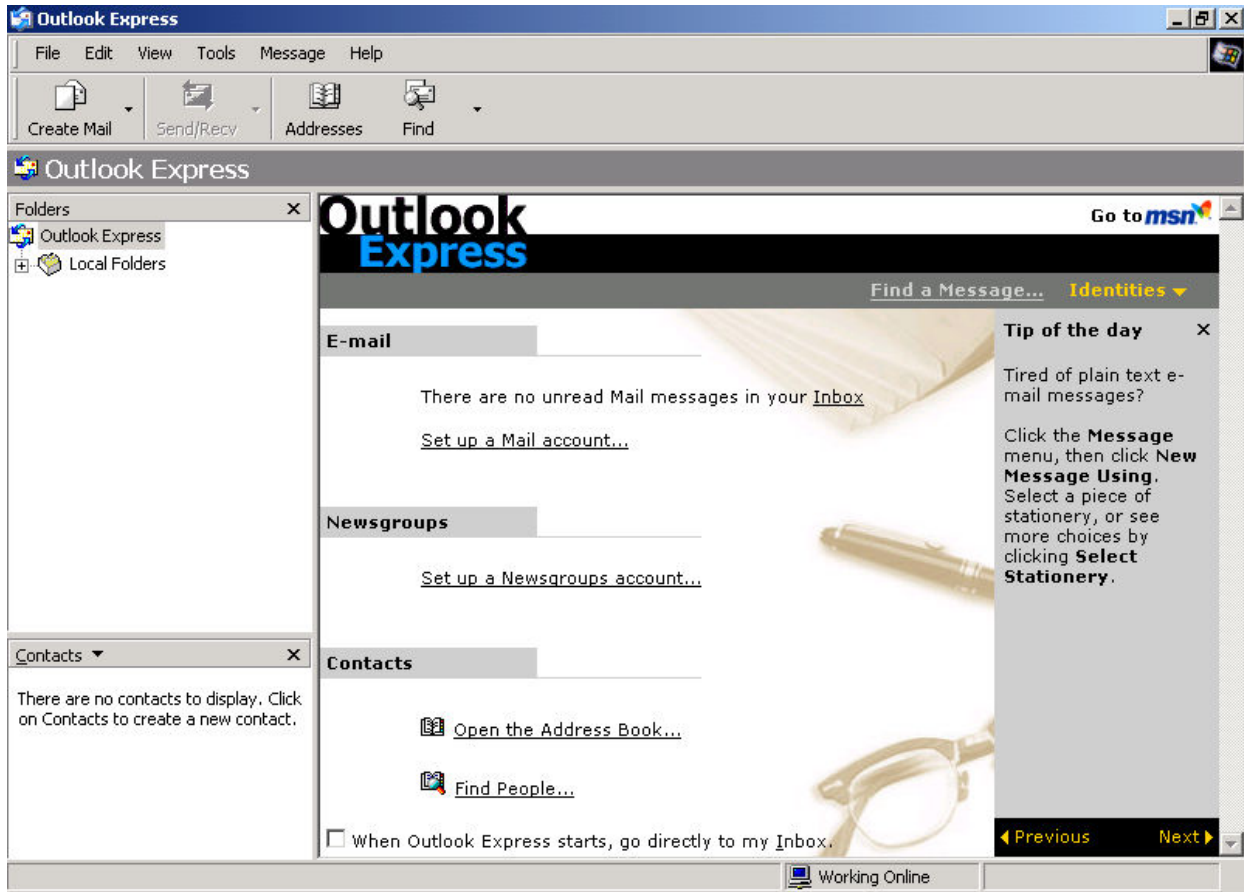 Outlook Express
File Edit View Tools Message Help
Create Mail Send/Recv Addresses Find
Outlook Express
Folders
Outlook Express
Local Folders
Contacts
There are no contacts to display. Click
on Contacts to create a new contact.
Outlook
Express
Go to msn
Find a Message... Identities
E-mail
There are no unread Mail messages in your Inbox
Set up a Mail account...
Newsgroups
Set up a Newsgroups account...
Contacts
Open the Address Book...
Find People...
When Outlook Express starts, go directly to my Inbox.
Tip of the day
Tired of plain text e-
mail messages?
Click the Message
menu, then click New
Message Using.
Select a piece of
stationery, or see
more choices by
clicking Select
Stationery.
Previous Next
Working Online